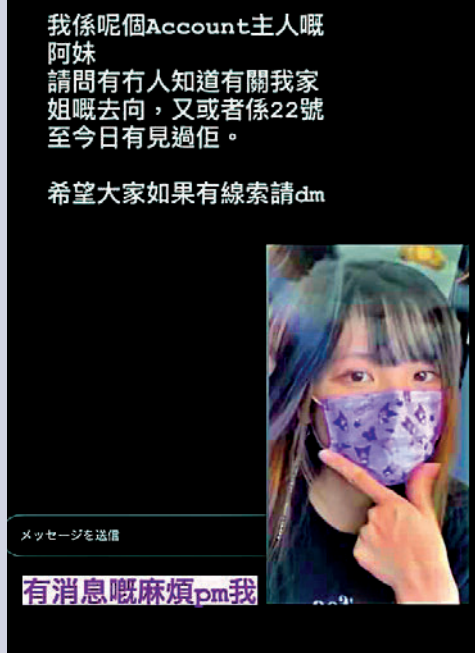 我係呢個Account主人嘅
阿妹
請問有冇人知道有關我家
姐嘅去向，又或者係22號
至今日有見過佢。
希望大家如果有線索請dm
メッセージを送信
有消息嘅麻煩pm我